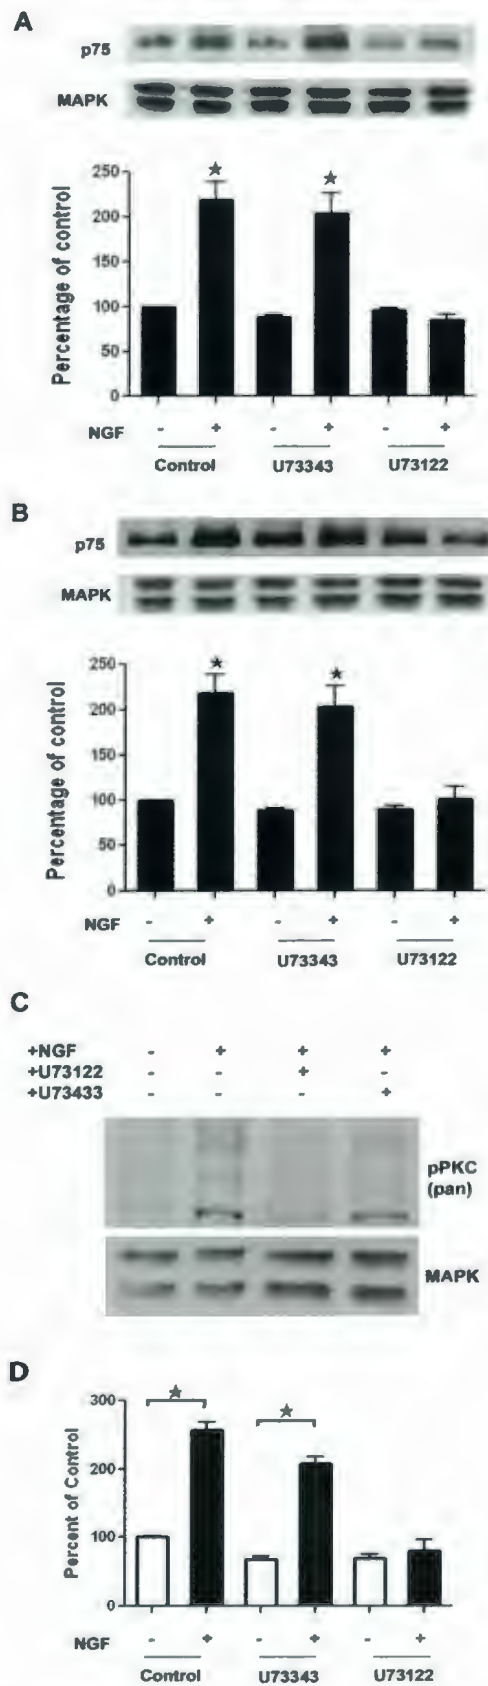 A
p75
MAPK
Percentage of control
250
200
150
100
50
0
★ ★
NGF - + - + - +
Control U73343 U73122
B
p75
MAPK
Percentage of control
250
200
150
100
50
0
★ ★
NGF - + - + - +
Control U73343 U73122
C
+NGF - + + +
+U73122 - - + -
+U73433 - - - +
pPKC
(pan)
MAPK
D
Percent of Control
300
200
100
0
★ ★
NGF - + - + - +
Control U73343 U73122